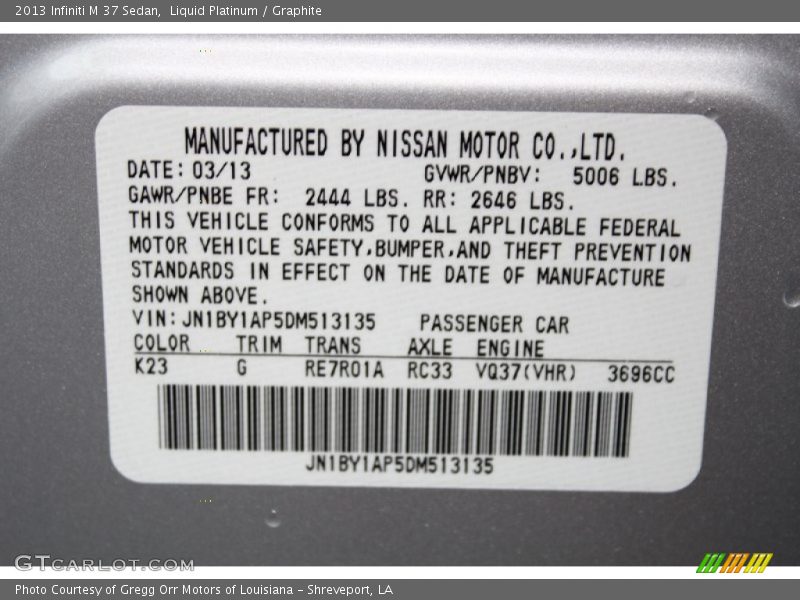 2013 Infiniti M 37 Sedan,  Liquid Platinum / Graphite
MANUFACTURED BY NISSAN MOTOR CO.,LTD.
DATE: 03/13 GVWR/PNBV: 5006 LBS.
GAWR/PNBE FR: 2444 LBS. RR: 2646 LBS.
THIS VEHICLE CONFORMS TO ALL APPLICABLE FEDERAL
MOTOR VEHICLE SAFETY,BUMPER,AND THEFT PREVENTION
STANDARDS IN EFFECT ON THE DATE OF MANUFACTURE
SHOWN ABOVE.
VIN: JN1BY1AP5DM513135 PASSENGER CAR
COLOR TRIM TRANS AXLE ENGINE
K23 G RE7R01A RC33 VQ37(VHR) 3696CC
JN1BY1AP5DM513135
GTCARLOT.COM
Photo Courtesy of Gregg Orr Motors of Louisiana – Shreveport, LA